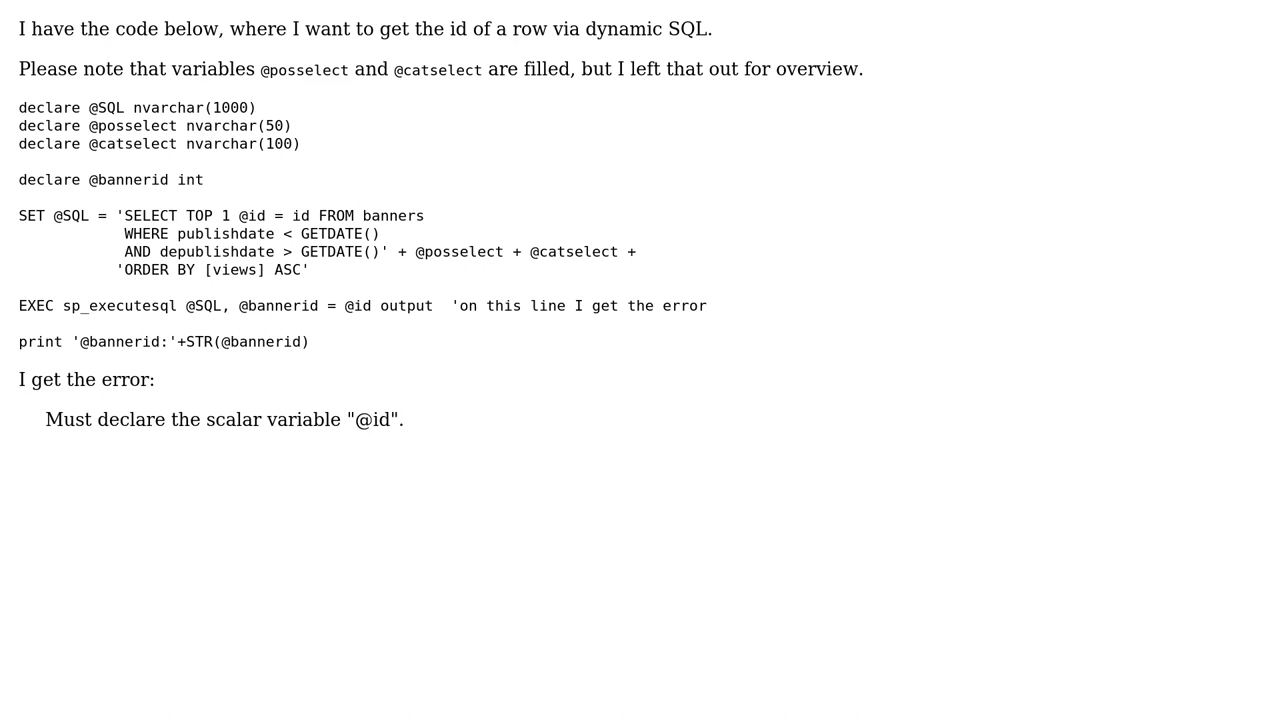 I have the code below, where I want to get the id of a row via dynamic SQL.
Please note that variables @posselect and @catselect are filled, but I left that out for overview.
declare @SQL nvarchar(1000)
declare @posselect nvarchar(50)
declare @catselect nvarchar(100)
declare @bannerid int
SET @SQL = 'SELECT TOP 1 @id = id FROM banners
            WHERE publishdate < GETDATE()
            AND depublishdate > GETDATE()' + @posselect + @catselect +
           'ORDER BY [views] ASC'
EXEC sp_executesql @SQL, @bannerid = @id output  'on this line I get the error
print '@bannerid:'+STR(@bannerid)
I get the error:
Must declare the scalar variable "@id".